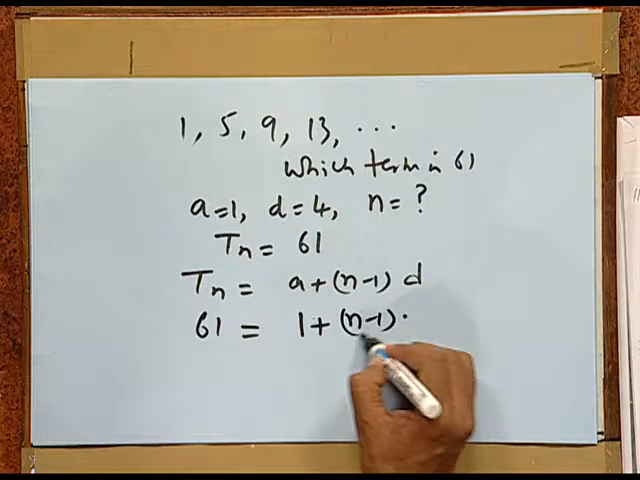 1, 5, 9, 13, ...
which term is 61
a=1, d=4, n=?
Tn= 61
Tn= a+(n-1) d
61 = 1+(n-1).